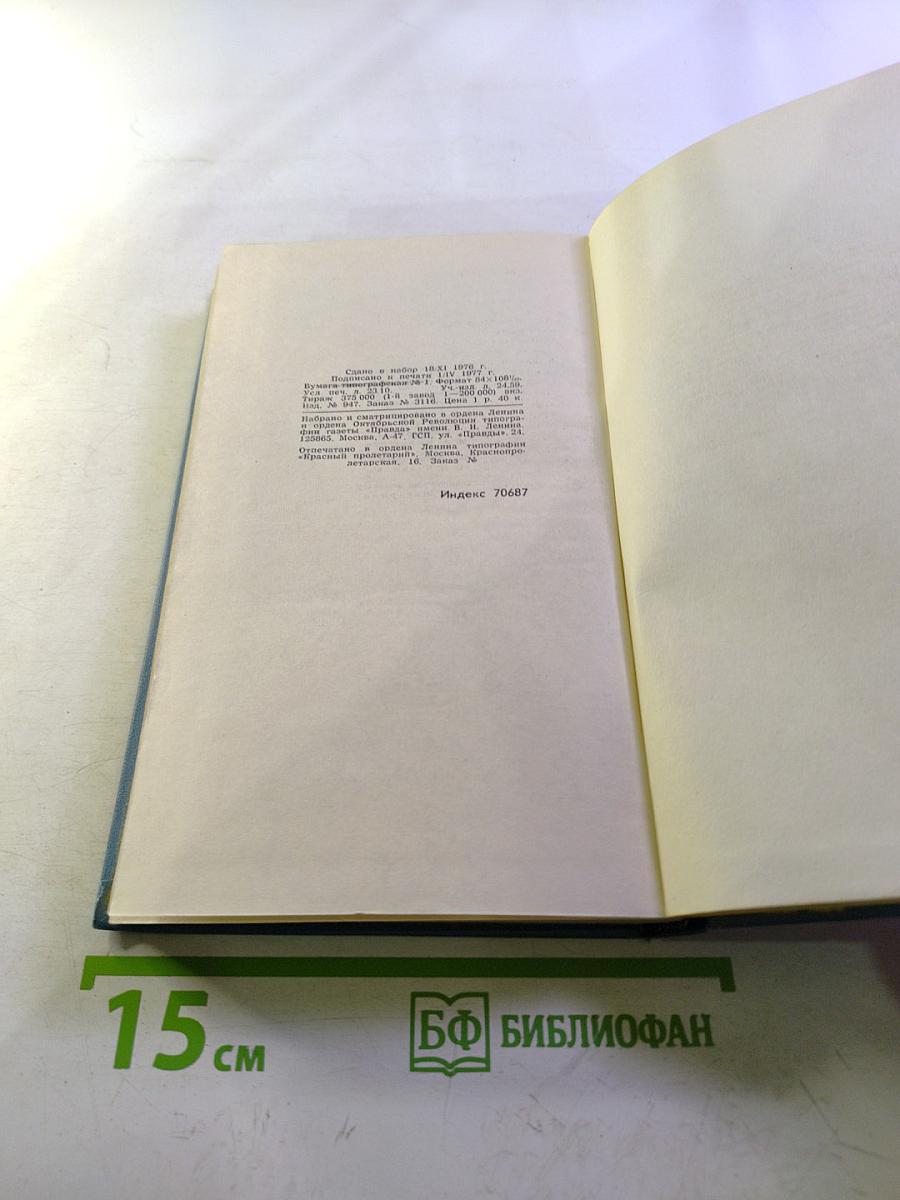 Сдано в набор 18/XI 1976 г.
Подписано к печати 1/IV 1977 г.
Бумага типографская № 1. Формат 84×108¹/₃₂.
Усл печ. л. 23,10. Уч.-изд л. 24,59.
Тираж 375 000 (1-й завод 1—200 000) экз.
Изд. № 947. Заказ № 3116. Цена 1 р. 40 к.
Набрано и сматрицировано в ордена Ленина
и ордена Октябрьской Революции типогра-
фии газеты «Правда» имени В. И. Ленина.
125865, Москва, А-47, ГСП, ул. «Правды», 24.
Отпечатано в ордена Ленина типографии
«Красный пролетарий», Москва, Краснопро-
летарская, 16. Заказ №
Индекс 70687
15 см
БФ БИБЛИОФАН